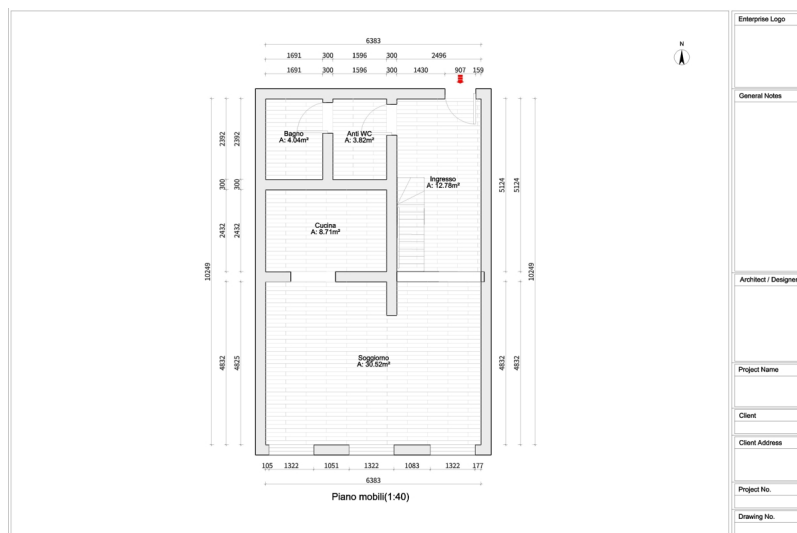 Enterprise Logo
N
6383
1691 300 1596 300 2496
1691 300 1596 300 1430 907 159
General Notes
Bagno
A: 4.04m²
Anti WC
A: 3.82m²
2392
2392
300
300
Ingresso
A: 12.78m²
5124
5124
Cucina
A: 8.71m²
2432
2432
10249
10249
Architect / Designer
Soggiorno
A: 30.52m²
4832
4825
4832
4832
Project Name
Client
Client Address
105 1322 1051 1322 1083 1322 177
6383
Piano mobili(1:40)
Project No.
Drawing No.